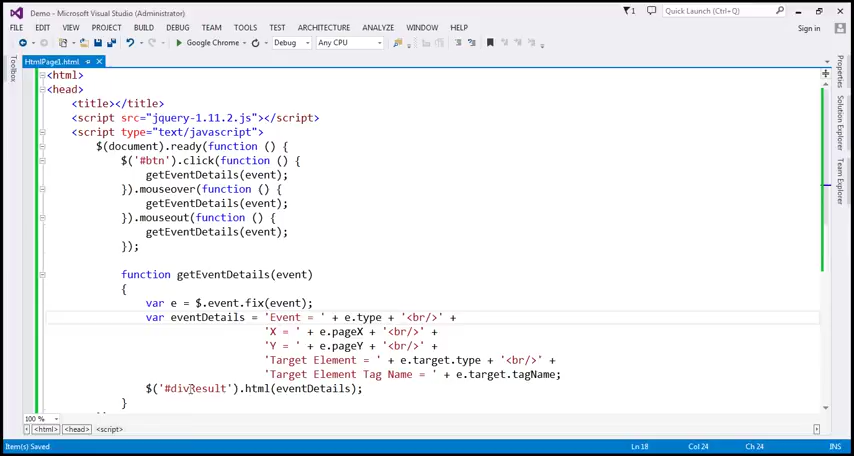 Demo - Microsoft Visual Studio (Administrator)
1
Quick Launch (Ctrl+Q)
FILE EDIT VIEW PROJECT BUILD DEBUG TEAM TOOLS TEST ARCHITECTURE ANALYZE WINDOW HELP
Sign in
Google Chrome Debug Any CPU
HtmlPage1.html
Toolbox
Properties
Solution Explorer
Team Explorer
<html>
<head>
<title></title>
<script src="jquery-1.11.2.js"></script>
<script type="text/javascript">
$(document).ready(function () {
$('#btn').click(function () {
getEventDetails(event);
}).mouseover(function () {
getEventDetails(event);
}).mouseout(function () {
getEventDetails(event);
});
function getEventDetails(event)
{
var e = $.event.fix(event);
var eventDetails = 'Event = ' + e.type + '<br/>' +
'X = ' + e.pageX + '<br/>' +
'Y = ' + e.pageY + '<br/>' +
'Target Element = ' + e.target.type + '<br/>' +
'Target Element Tag Name = ' + e.target.tagName;
$('#divResult').html(eventDetails);
}
100 %
<html> <head> <script>
Item(s) Saved Ln 18 Col 24 Ch 24 INS